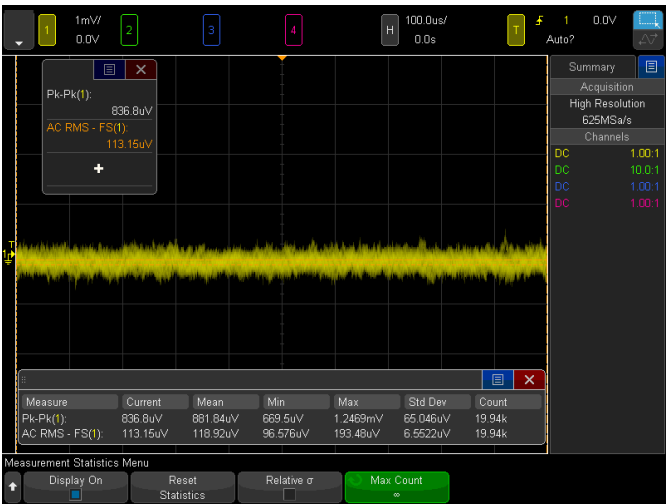 1 1mV/ 0.0V 2 3 4 H 100.0us/ 0.0s T 1 0.0V Auto?
Summary
Acquisition
High Resolution
625MSa/s
Channels
DC 1.00:1
DC 10.0:1
DC 1.00:1
DC 1.00:1
Pk-Pk(1):
836.8uV
AC RMS - FS(1):
113.15uV
T
1
Measure Current Mean Min Max Std Dev Count
Pk-Pk(1): 836.8uV 881.84uV 669.5uV 1.2469mV 65.046uV 19.94k
AC RMS - FS(1): 113.15uV 118.92uV 96.576uV 193.48uV 6.5522uV 19.94k
Measurement Statistics Menu
Display On
Reset Statistics
Relative σ
Max Count
∞